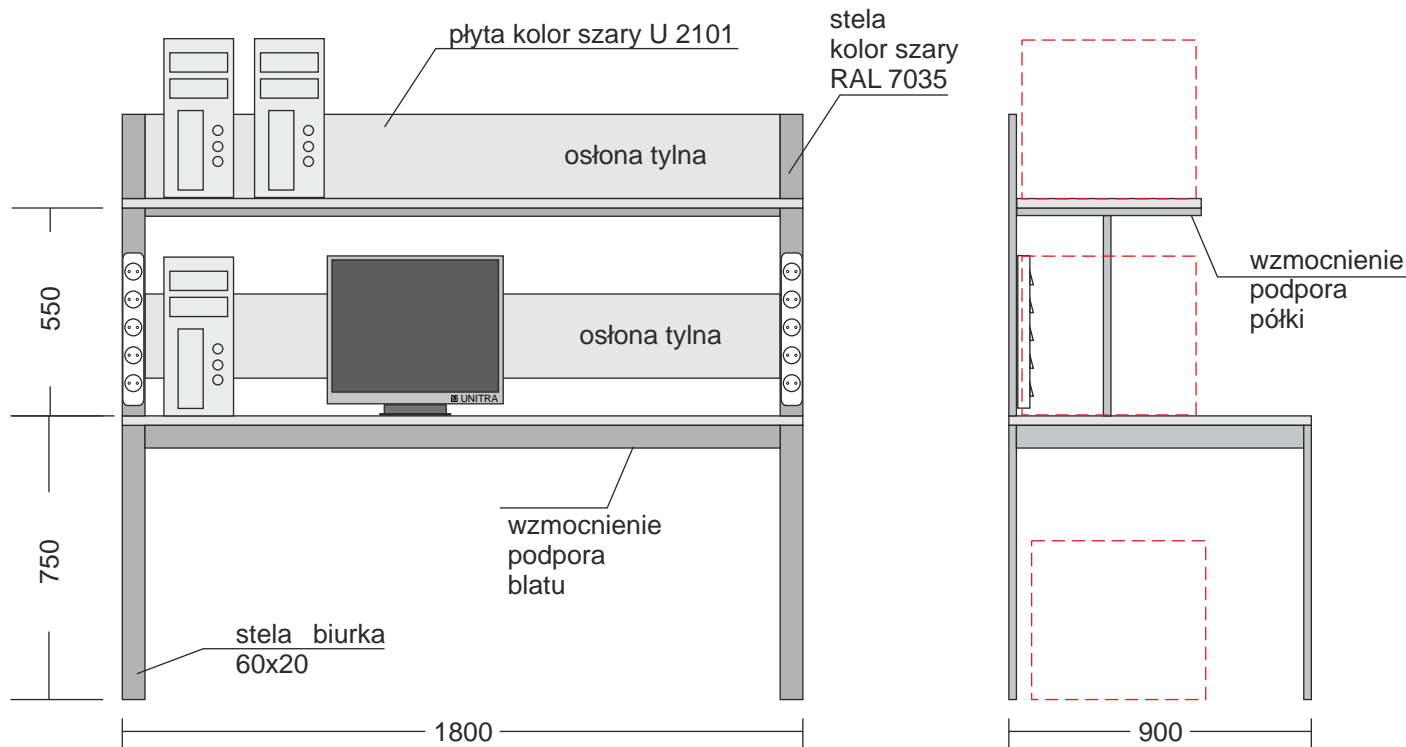 płyta kolor szary U 2101
stela
kolor szary
RAL 7035
osłona tylna
wzmocnienie
podpora
półki
550
osłona tylna
UNITRA
wzmocnienie
podpora
blatu
750
stela biurka
60x20
1800
900